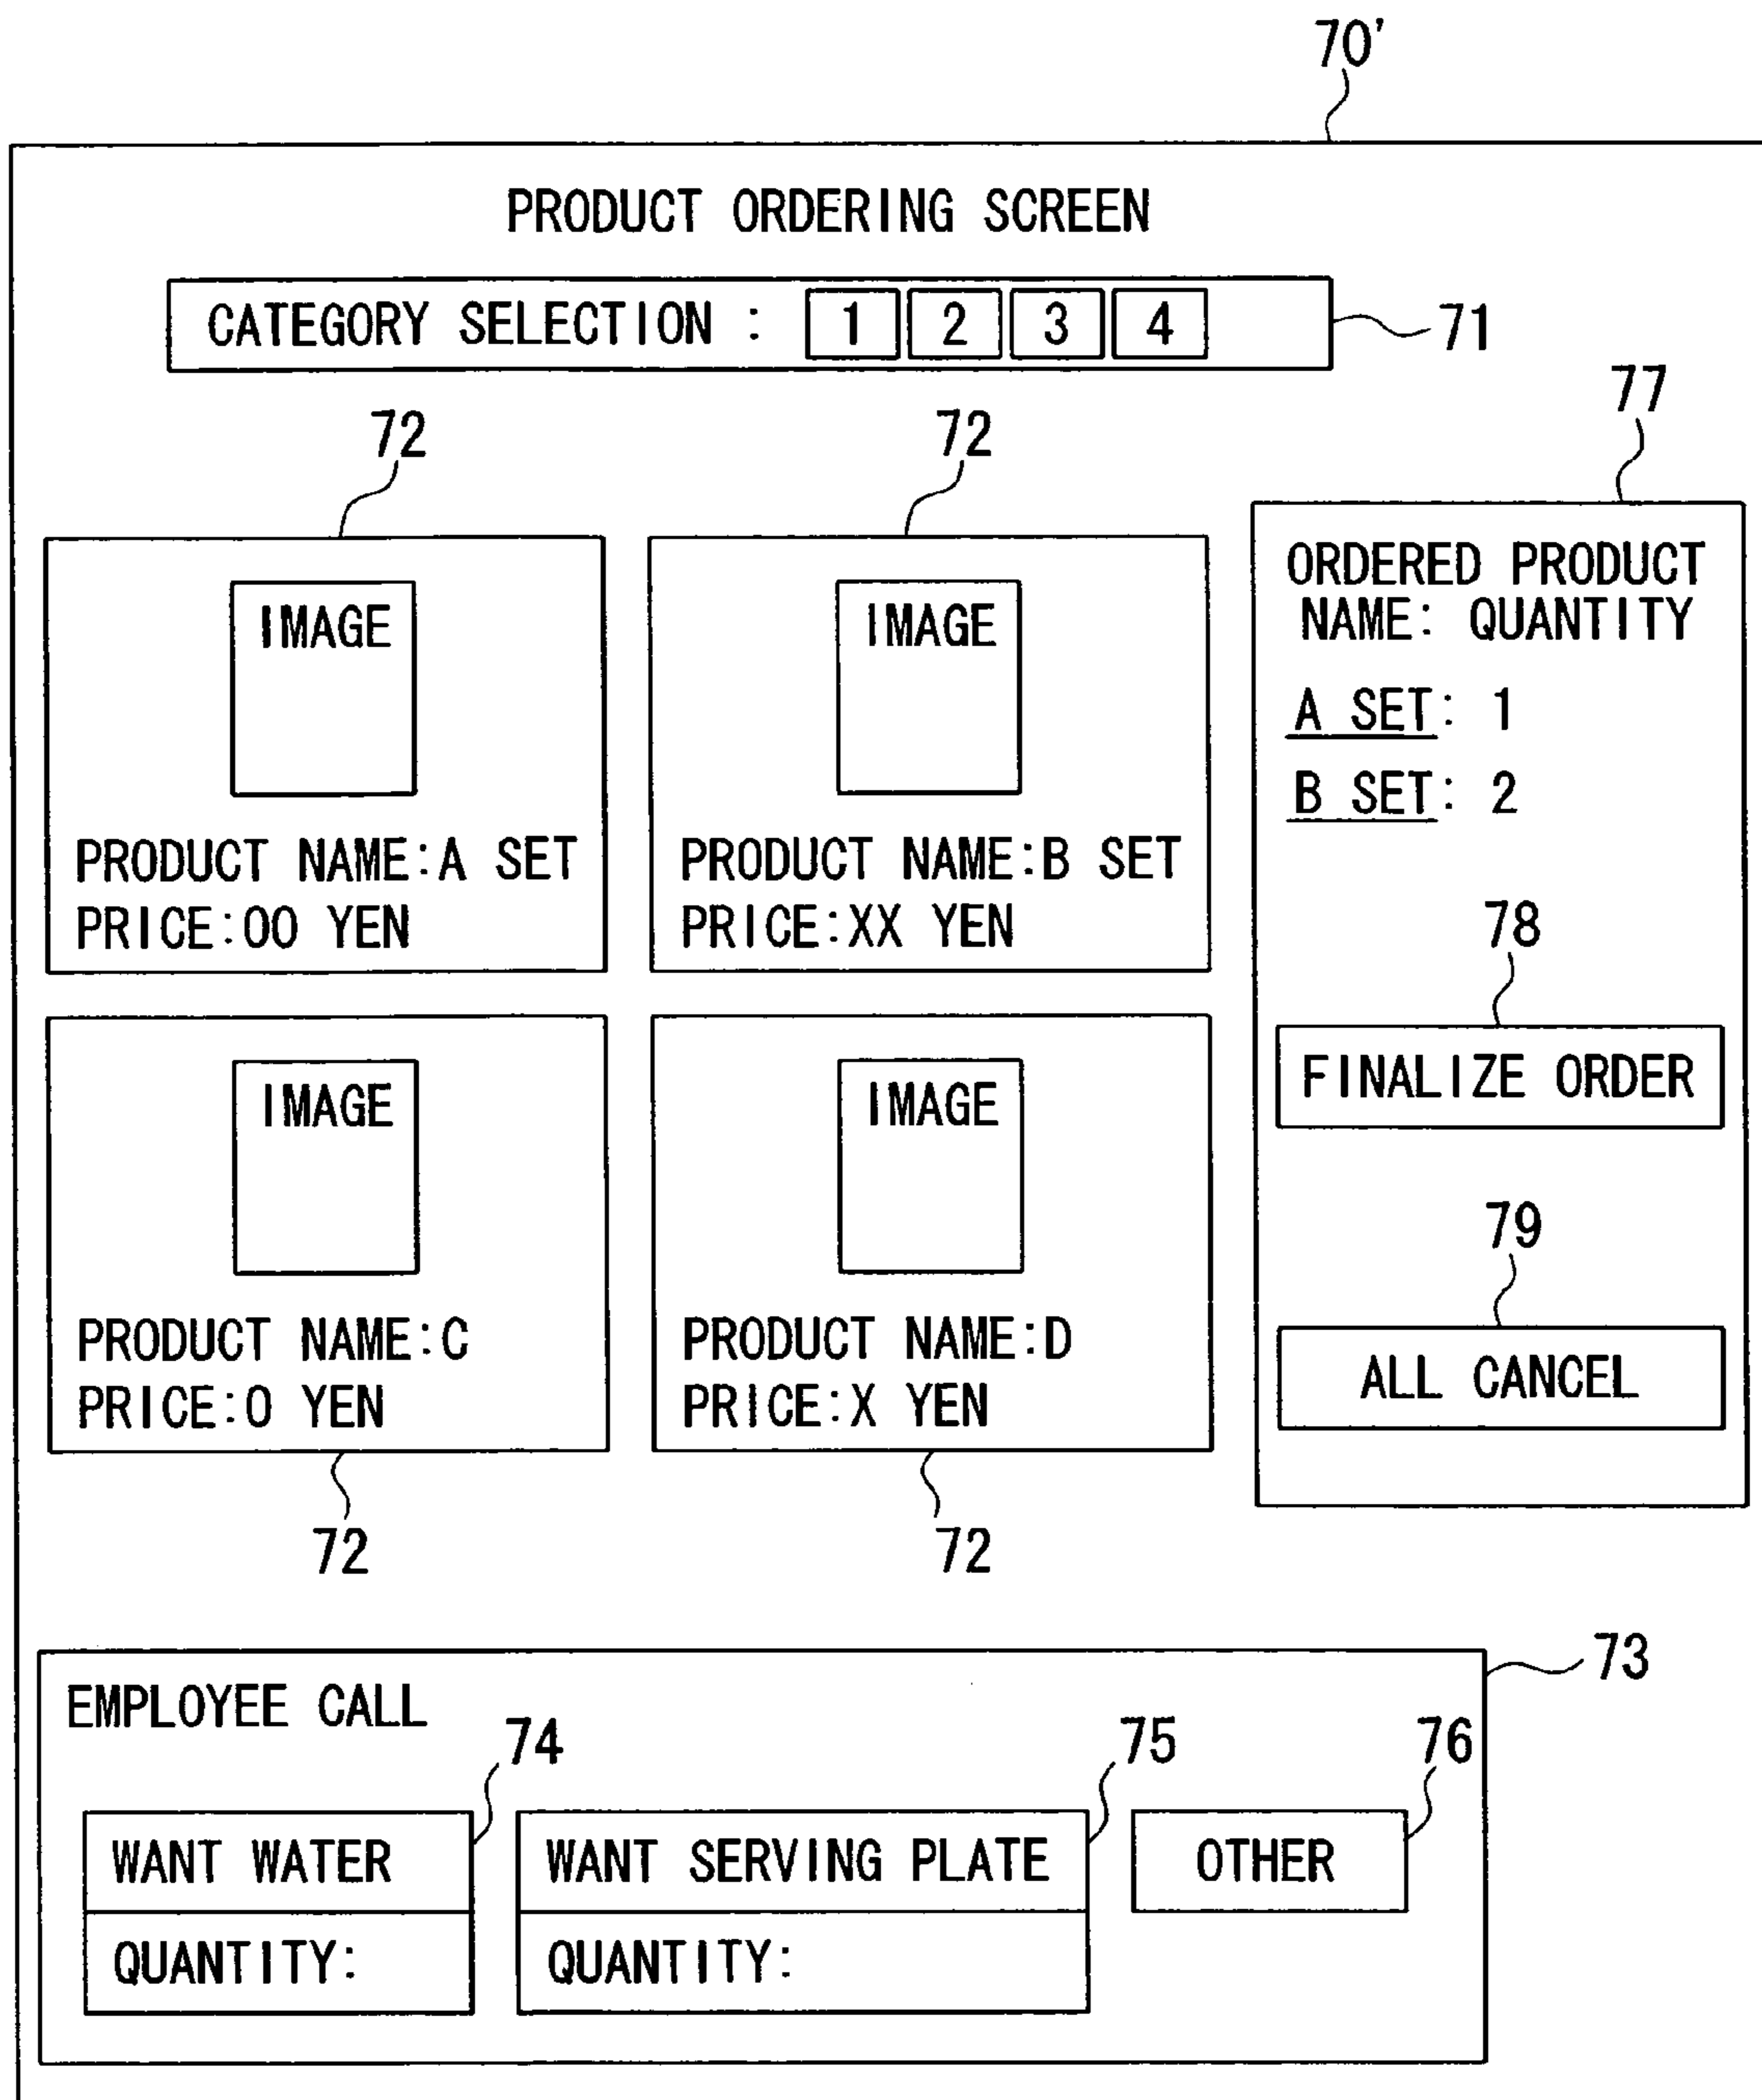 70'
PRODUCT ORDERING SCREEN
CATEGORY SELECTION : 1 2 3 4
71
72
72
77
IMAGE
PRODUCT NAME:A SET
PRICE:OO YEN
IMAGE
PRODUCT NAME:B SET
PRICE:XX YEN
ORDERED PRODUCT
NAME: QUANTITY
A SET: 1
B SET: 2
78
FINALIZE ORDER
79
ALL CANCEL
IMAGE
PRODUCT NAME:C
PRICE:O YEN
72
IMAGE
PRODUCT NAME:D
PRICE:X YEN
72
73
EMPLOYEE CALL
74
WANT WATER
QUANTITY:
75
WANT SERVING PLATE
QUANTITY:
76
OTHER